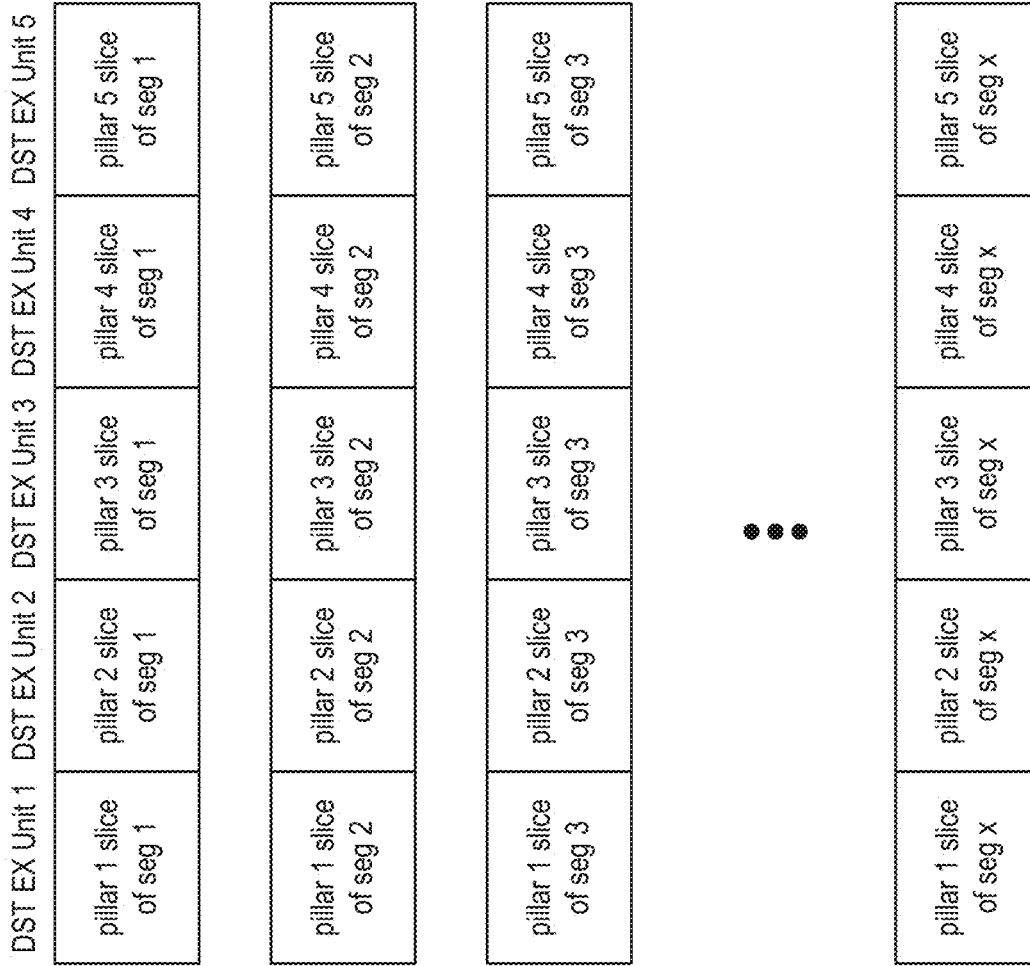 DST EX Unit 1 DST EX Unit 2 DST EX Unit 3 DST EX Unit 4 DST EX Unit 5
pillar 1 slice
of seg 1
pillar 2 slice
of seg 1
pillar 3 slice
of seg 1
pillar 4 slice
of seg 1
pillar 5 slice
of seg 1
pillar 1 slice
of seg 2
pillar 2 slice
of seg 2
pillar 3 slice
of seg 2
pillar 4 slice
of seg 2
pillar 5 slice
of seg 2
pillar 1 slice
of seg 3
pillar 2 slice
of seg 3
pillar 3 slice
of seg 3
pillar 4 slice
of seg 3
pillar 5 slice
of seg 3
pillar 1 slice
of seg x
pillar 2 slice
of seg x
pillar 3 slice
of seg x
pillar 4 slice
of seg x
pillar 5 slice
of seg x